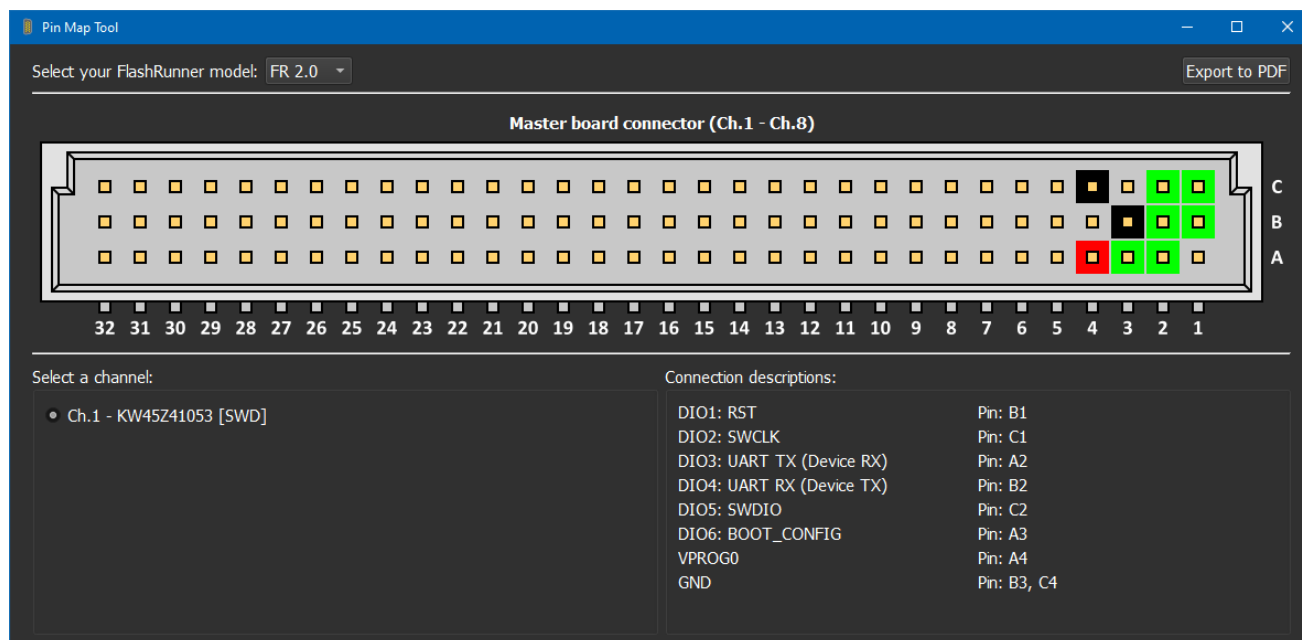 Pin Map Tool
Select your FlashRunner model: FR 2.0
Export to PDF
Master board connector (Ch.1 - Ch.8)
C
B
A
32 31 30 29 28 27 26 25 24 23 22 21 20 19 18 17 16 15 14 13 12 11 10 9 8 7 6 5 4 3 2 1
Select a channel:
Ch.1 - KW45Z41053 [SWD]
Connection descriptions:
DIO1: RST Pin: B1
DIO2: SWCLK Pin: C1
DIO3: UART TX (Device RX) Pin: A2
DIO4: UART RX (Device TX) Pin: B2
DIO5: SWDIO Pin: C2
DIO6: BOOT_CONFIG Pin: A3
VPROG0 Pin: A4
GND Pin: B3, C4